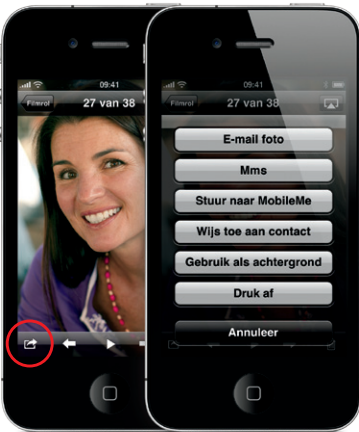 09:41
Filmrol
27 van 38
09:41
Filmrol
27 van 38
E-mail foto
Mms
Stuur naar MobileMe
Wijs toe aan contact
Gebruik als achtergrond
Druk af
Annuleer